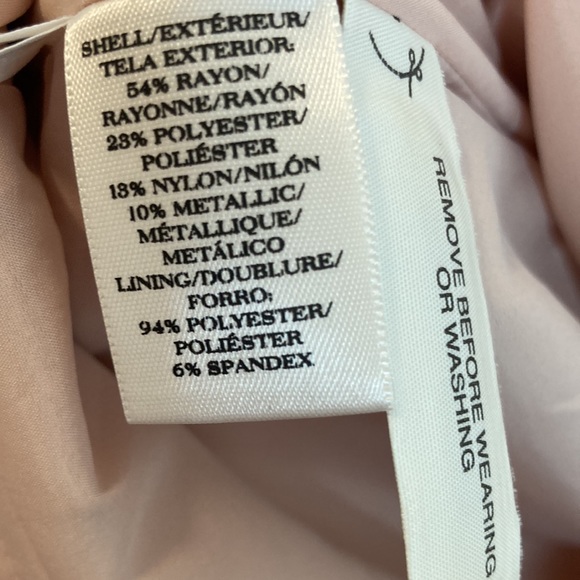 SHELL/EXTÉRIEUR/
TELA EXTERIOR:
54% RAYON/
RAYONNE/RAYÓN
23% POLYESTER/
POLIÉSTER
13% NYLON/NILÓN
10% METALLIC/
MÉTALLIQUE/
METÁLICO
LINING/DOUBLURE/
FORRO:
94% POLYESTER/
POLIÉSTER
6% SPANDEX
REMOVE BEFORE WEARING
OR WASHING